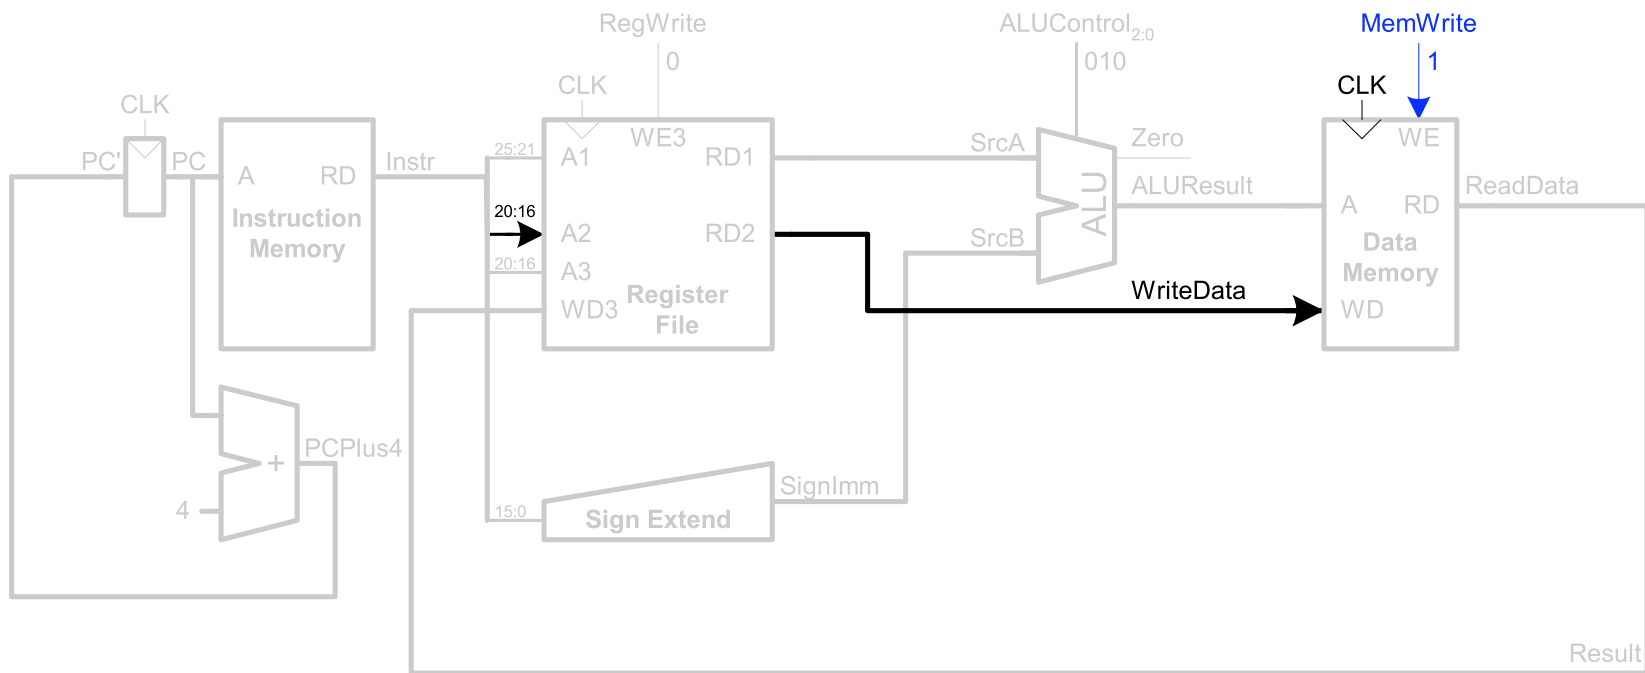 RegWrite
ALUControl2:0
MemWrite
0
010
1
CLK
CLK
CLK
PC'
PC
A
RD
Instruction
Memory
Instr
25:21
20:16
20:16
15:0
WE3
A1
RD1
A2
RD2
A3
WD3
Register
File
SrcA
SrcB
ALU
Zero
ALUResult
WriteData
WE
A
RD
Data
Memory
WD
ReadData
4
+
PCPlus4
Sign Extend
SignImm
Result